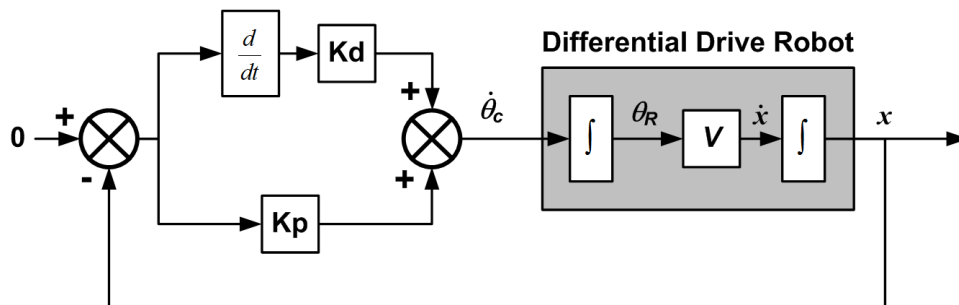 Differential Drive Robot
0
+
-
d
dt
Kd
Kp
+
+
θ̇c
∫
θR
V
ẋ
∫
x